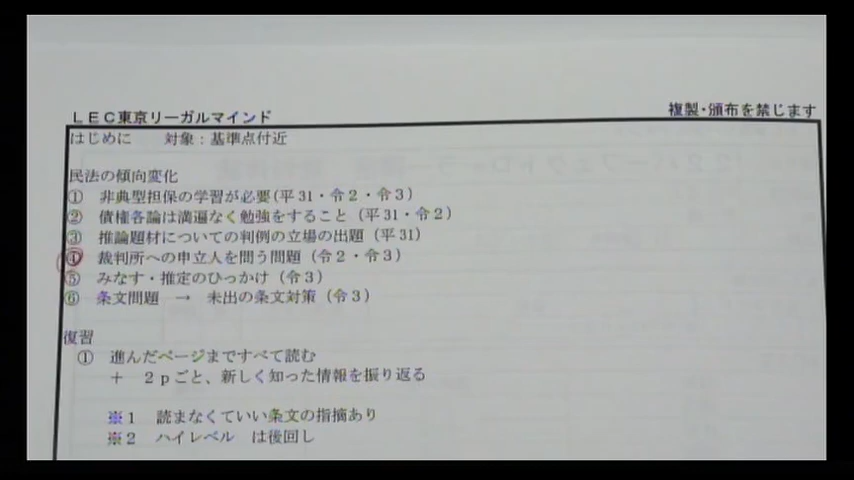 LEC東京リーガルマインド 複製・頒布を禁じます
はじめに 対象：基準点付近
民法の傾向変化
① 非典型担保の学習が必要(平31・令2・令3)
② 債権各論は満遍なく勉強をすること（平31・令2）
③ 推論題材についての判例の立場の出題（平31）
④ 裁判所への申立人を問う問題（令2・令3）
⑤ みなす・推定のひっかけ（令3）
⑥ 条文問題 → 未出の条文対策（令3）
復習
① 進んだページまですべて読む
＋ 2pごと、新しく知った情報を振り返る
※1 読まなくていい条文の指摘あり
※2 ハイレベル は後回し